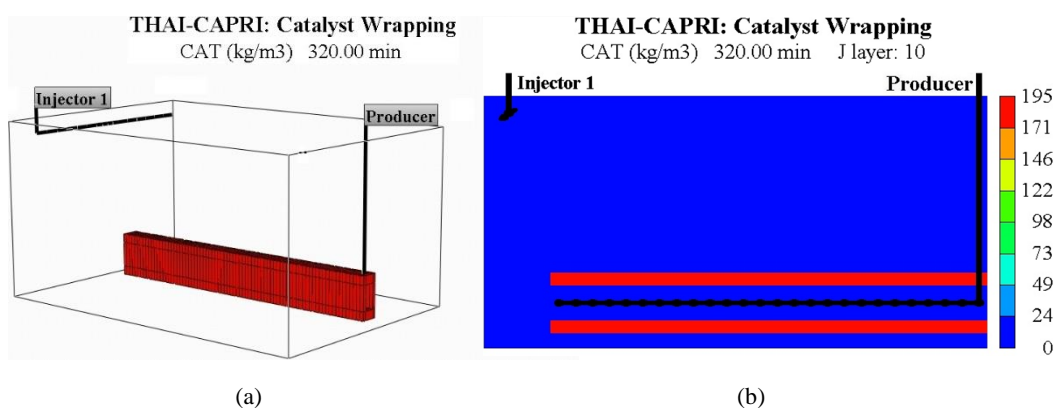 THAI-CAPRI: Catalyst Wrapping
CAT (kg/m3) 320.00 min
Injector 1
Producer
(a)
THAI-CAPRI: Catalyst Wrapping
CAT (kg/m3) 320.00 min J layer: 10
Injector 1
Producer
195
171
146
122
98
73
49
24
0
(b)